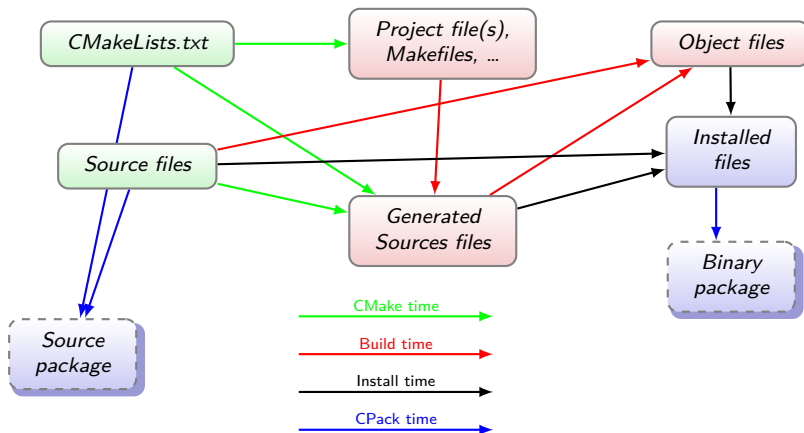 CMakeLists.txt
Project file(s),
Makefiles, ...
Object files
Source files
Installed
files
Generated
Sources files
Binary
package
Source
package
CMake time
Build time
Install time
CPack time